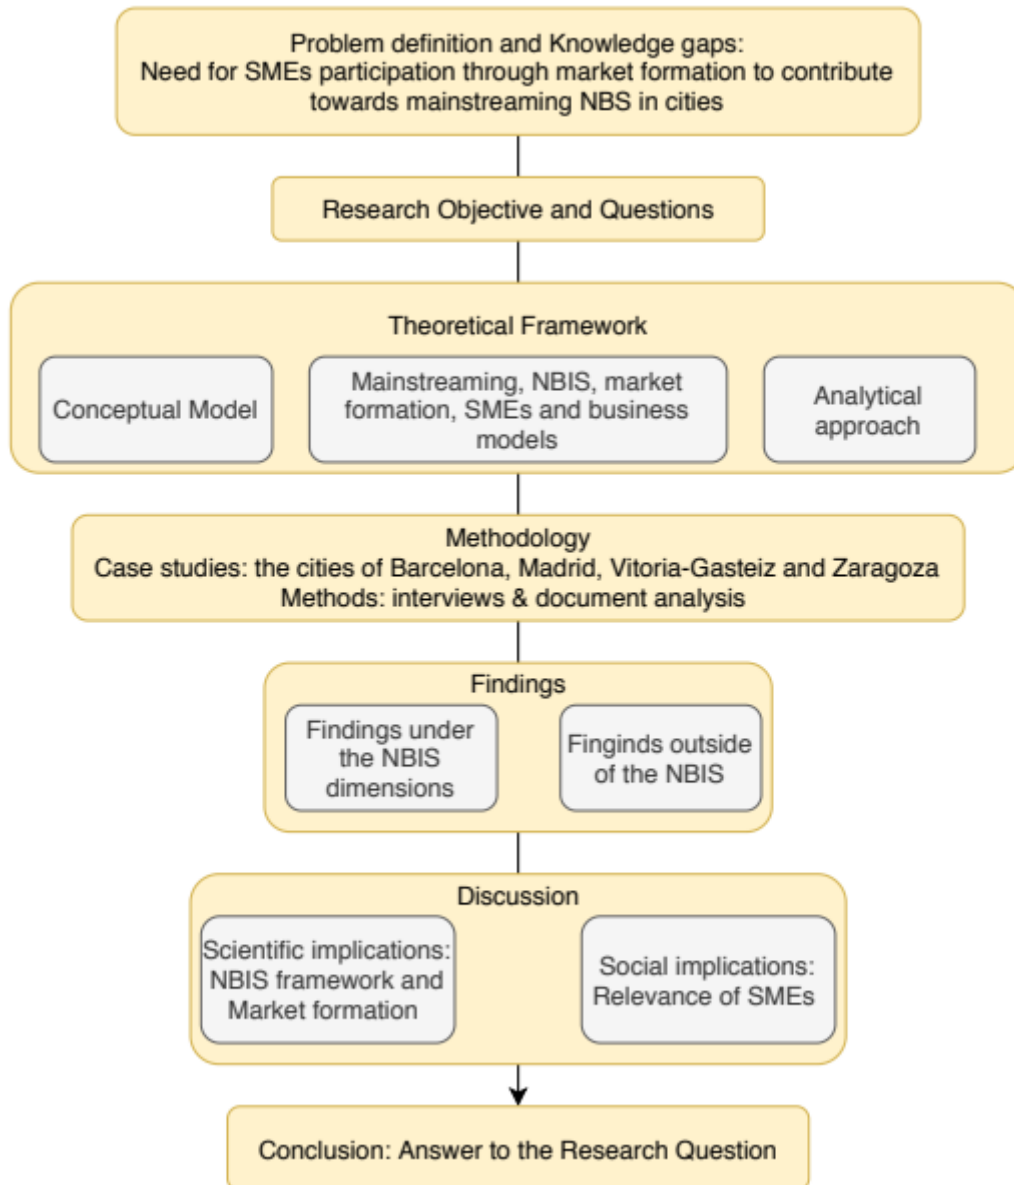 Problem definition and Knowledge gaps:
Need for SMEs participation through market formation to contribute
towards mainstreaming NBS in cities
Research Objective and Questions
Theoretical Framework
Conceptual Model
Mainstreaming, NBIS, market
formation, SMEs and business
models
Analytical
approach
Methodology
Case studies: the cities of Barcelona, Madrid, Vitoria-Gasteiz and Zaragoza
Methods: interviews & document analysis
Findings
Findings under
the NBIS
dimensions
Finginds outside
of the NBIS
Discussion
Scientific implications:
NBIS framework and
Market formation
Social implications:
Relevance of SMEs
Conclusion: Answer to the Research Question